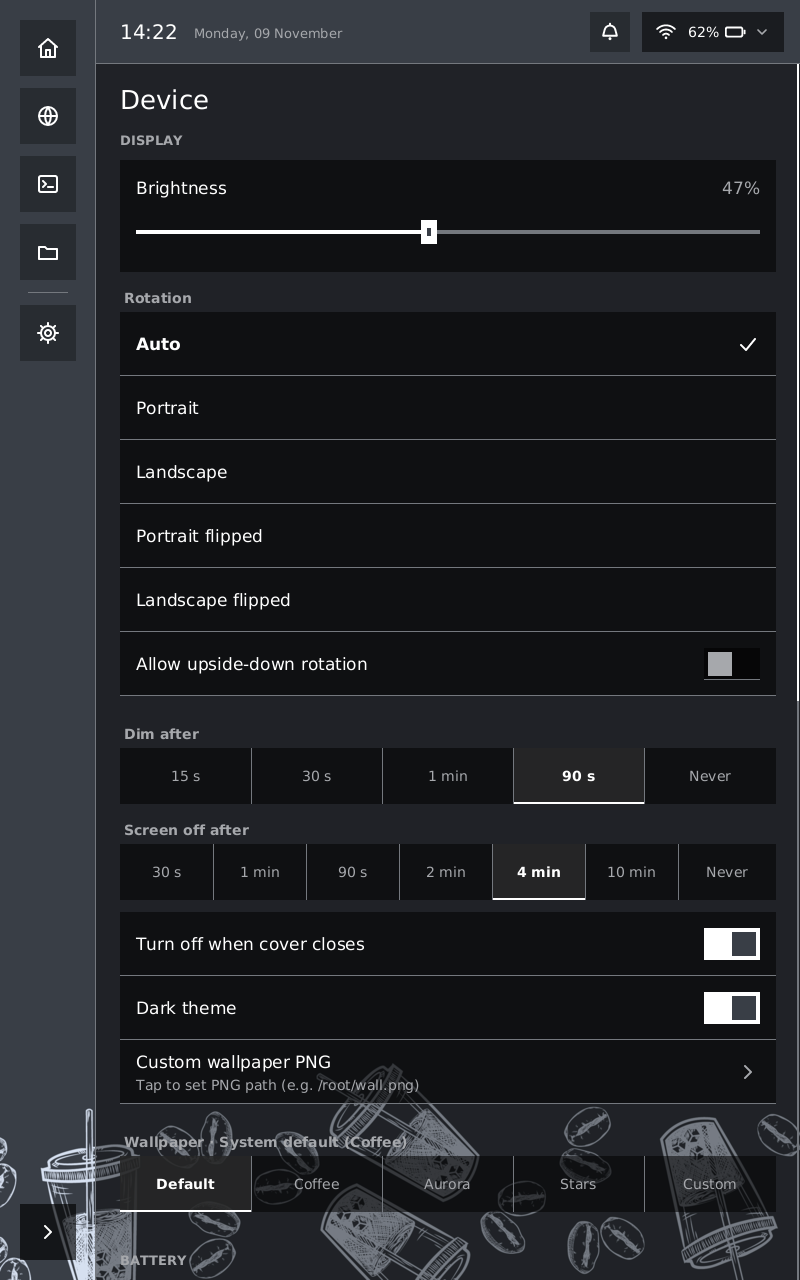 14:22 Monday, 09 November 62%
Device
DISPLAY
Brightness 47%
Rotation
Auto
Portrait
Landscape
Portrait flipped
Landscape flipped
Allow upside-down rotation
Dim after
15 s 30 s 1 min 90 s Never
Screen off after
30 s 1 min 90 s 2 min 4 min 10 min Never
Turn off when cover closes
Dark theme
Custom wallpaper PNG
Tap to set PNG path (e.g. /root/wall.png)
Wallpaper · System default (Coffee)
Default Coffee Aurora Stars Custom
BATTERY